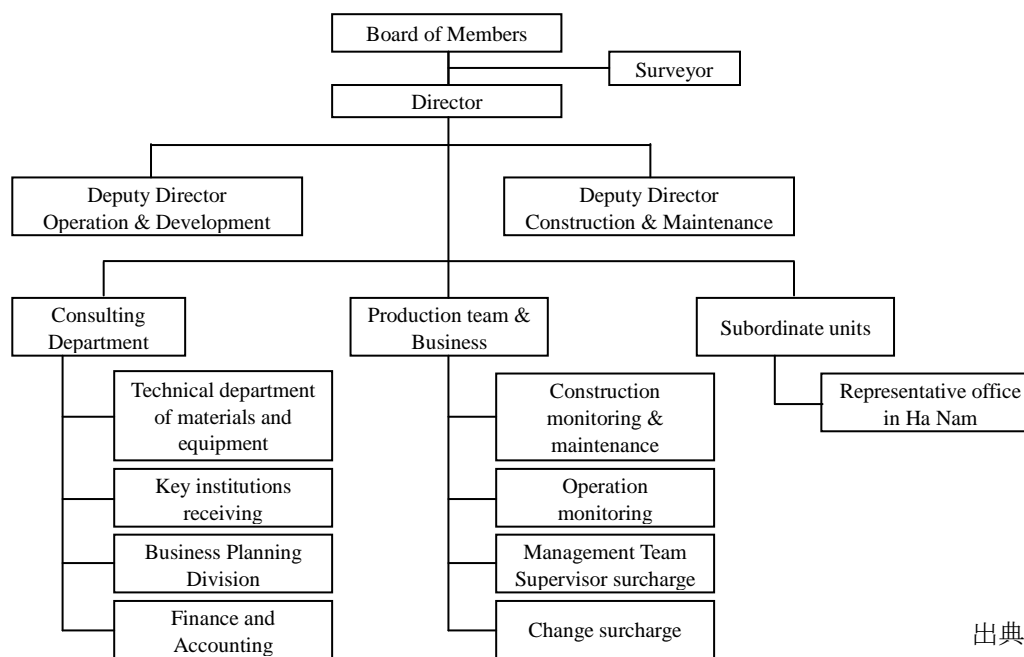 Board of Members
Surveyor
Director
Deputy Director
Operation & Development
Deputy Director
Construction & Maintenance
Consulting
Department
Production team &
Business
Subordinate units
Technical department
of materials and
equipment
Key institutions
receiving
Business Planning
Division
Finance and
Accounting
Construction
monitoring &
maintenance
Operation
monitoring
Management Team
Supervisor surcharge
Change surcharge
Representative office
in Ha Nam
出典